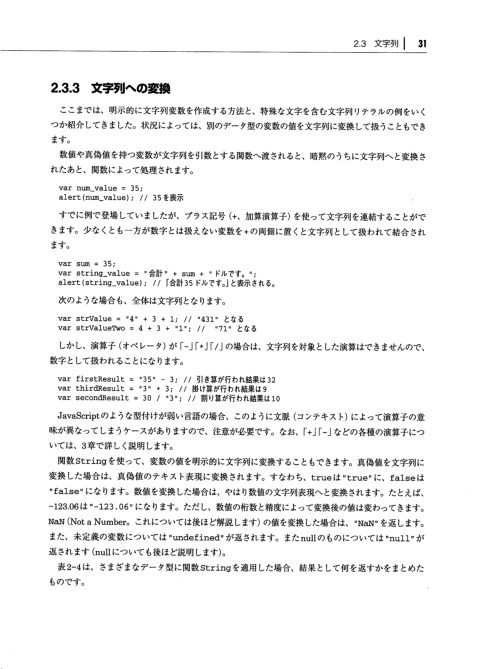 2.3 文字列 31
2.3.3 文字列への変換
ここまでは、明示的に文字列変数を作成する方法と、特殊な文字を含む文字列リテラルの例をいく
つか紹介してきました。状況によっては、別のデータ型の変数の値を文字列に変換して扱うこともでき
ます。
数値や真偽値を持つ変数が文字列を引数とする関数へ渡されると、暗黙のうちに文字列へと変換さ
れたあと、関数によって処理されます。
var num_value = 35;
alert(num_value); // 35を表示
すでに例で登場していましたが、プラス記号（+、加算演算子）を使って文字列を連結することがで
きます。少なくとも一方が数字とは扱えない変数を+の両側に置くと文字列として扱われて結合され
ます。
var sum = 35;
var string_value = "合計" + sum + "ドルです。";
alert(string_value); // 「合計35ドルです。」と表示される。
次のような場合も、全体は文字列となります。
var strValue = "4" + 3 + 1; // "431" となる
var strValueTwo = 4 + 3 + "1"; // "71" となる
しかし、演算子（オペレータ）が「-」「*」「/」の場合は、文字列を対象とした演算はできませんので、
数字として扱われることになります。
var firstResult = "35" - 3; // 引き算が行われ結果は32
var thirdResult = "3" * 3; // 掛け算が行われ結果は9
var secondResult = 30 / "3"; // 割り算が行われ結果は10
JavaScriptのような型付けが弱い言語の場合、このように文脈（コンテキスト）によって演算子の意
味が異なってしまうケースがありますので、注意が必要です。なお、「+」「-」などの各種の演算子につ
いては、3章で詳しく説明します。
関数Stringを使って、変数の値を明示的に文字列に変換することもできます。真偽値を文字列に
変換した場合は、真偽値のテキスト表現に変換されます。すなわち、trueは"true"に、falseは
"false"になります。数値を変換した場合は、やはり数値の文字列表現へと変換されます。たとえば、
-123.06は"-123.06"になります。ただし、数値の桁数と精度によって変換後の値は変わってきます。
NaN（Not a Number。これについては後ほど解説します）の値を変換した場合は、"NaN"を返します。
また、未定義の変数については"undefined"が返されます。またnullのものについては"null"が
返されます（nullについても後ほど説明します）。
表2-4は、さまざまなデータ型に関数Stringを適用した場合、結果として何を返すかをまとめた
ものです。